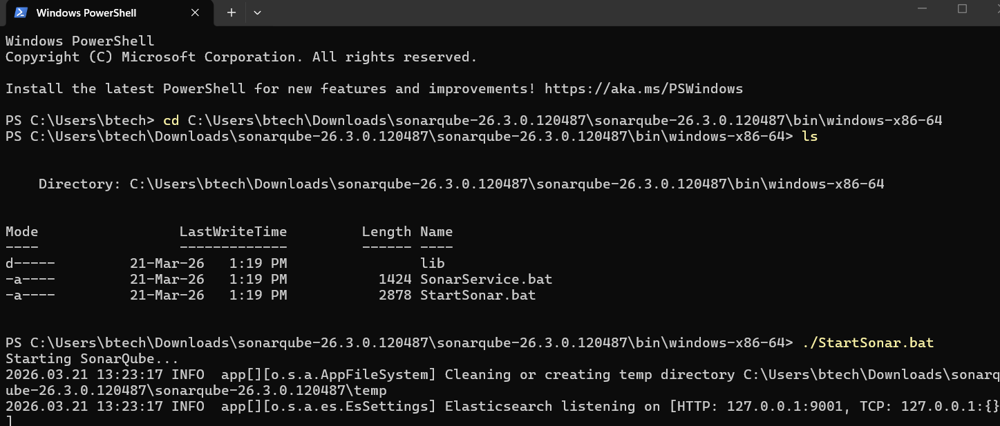 Windows PowerShell
Windows PowerShell
Copyright (C) Microsoft Corporation. All rights reserved.
Install the latest PowerShell for new features and improvements! https://aka.ms/PSWindows
PS C:\Users\btech> cd C:\Users\btech\Downloads\sonarqube-26.3.0.120487\sonarqube-26.3.0.120487\bin\windows-x86-64
PS C:\Users\btech\Downloads\sonarqube-26.3.0.120487\sonarqube-26.3.0.120487\bin\windows-x86-64> ls
Directory: C:\Users\btech\Downloads\sonarqube-26.3.0.120487\sonarqube-26.3.0.120487\bin\windows-x86-64
Mode                 LastWriteTime         Length Name
----                 -------------         ------ ----
d-----         21-Mar-26   1:19 PM                lib
-a----         21-Mar-26   1:19 PM           1424 SonarService.bat
-a----         21-Mar-26   1:19 PM           2878 StartSonar.bat
PS C:\Users\btech\Downloads\sonarqube-26.3.0.120487\sonarqube-26.3.0.120487\bin\windows-x86-64> ./StartSonar.bat
Starting SonarQube...
2026.03.21 13:23:17 INFO  app[][o.s.a.AppFileSystem] Cleaning or creating temp directory C:\Users\btech\Downloads\sonarq
ube-26.3.0.120487\sonarqube-26.3.0.120487\temp
2026.03.21 13:23:17 INFO  app[][o.s.a.es.EsSettings] Elasticsearch listening on [HTTP: 127.0.0.1:9001, TCP: 127.0.0.1:{}
]